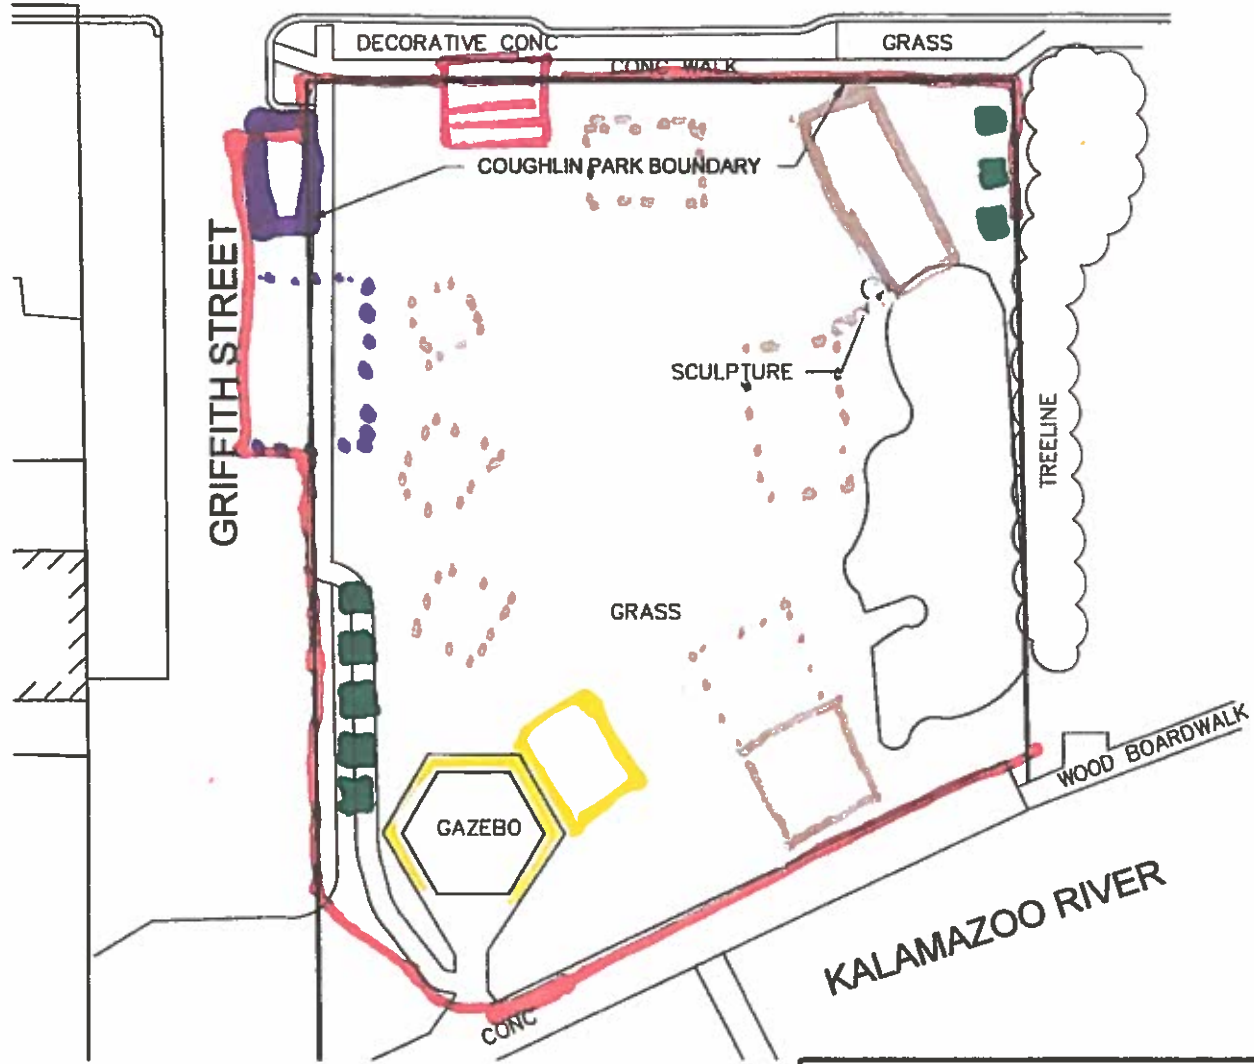 DECORATIVE CONC
GRASS
CONC WALK
COUGHLIN PARK BOUNDARY
GRIFFITH STREET
SCULPTURE
TREELINE
GRASS
WOOD BOARDWALK
GAZEBO
KALAMAZOO RIVER
CONC